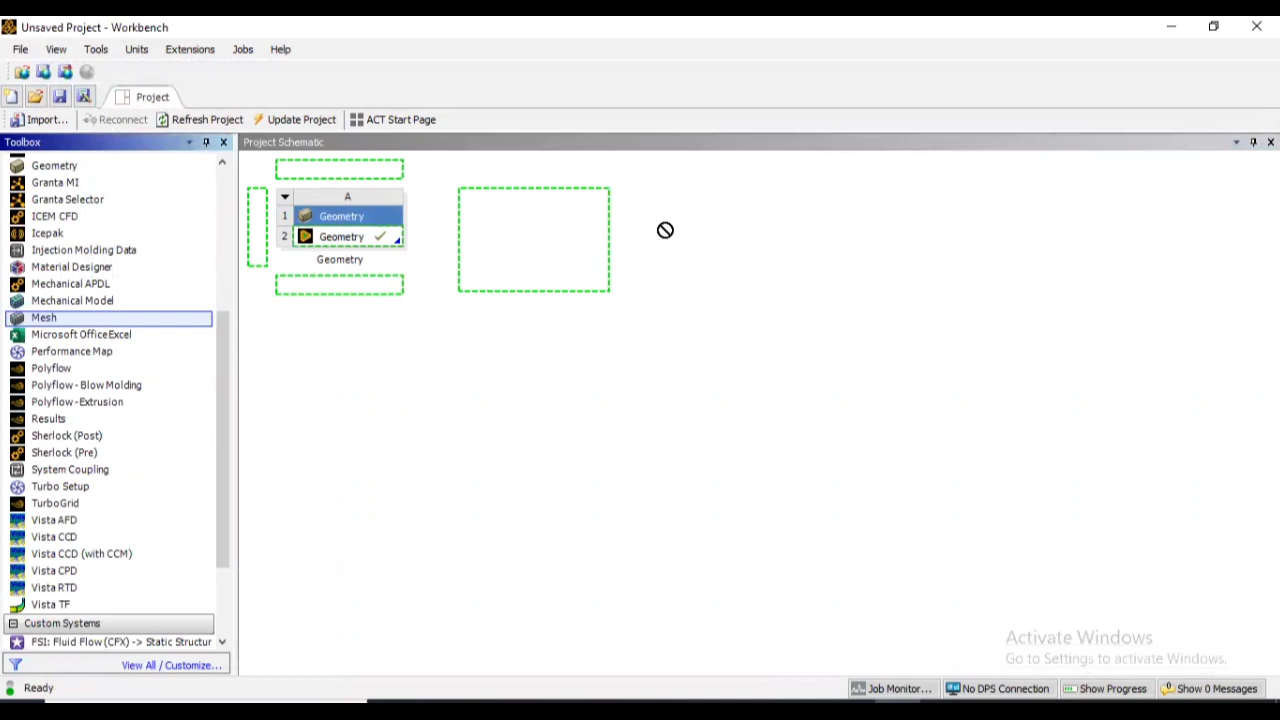 Unsaved Project - Workbench
File View Tools Units Extensions Jobs Help
Project
Import... Reconnect Refresh Project Update Project ACT Start Page
Toolbox
Project Schematic
Geometry
Granta MI
Granta Selector
ICEM CFD
Icepak
Injection Molding Data
Material Designer
Mechanical APDL
Mechanical Model
Mesh
Microsoft Office Excel
Performance Map
Polyflow
Polyflow - Blow Molding
Polyflow - Extrusion
Results
Sherlock (Post)
Sherlock (Pre)
System Coupling
Turbo Setup
TurboGrid
Vista AFD
Vista CCD
Vista CCD (with CCM)
Vista CPD
Vista RTD
Vista TF
Custom Systems
FSI: Fluid Flow (CFX) -> Static Structur
View All / Customize...
A
1 Geometry
2 Geometry
Geometry
Activate Windows
Go to Settings to activate Windows.
Ready
Job Monitor... No DPS Connection Show Progress Show 0 Messages